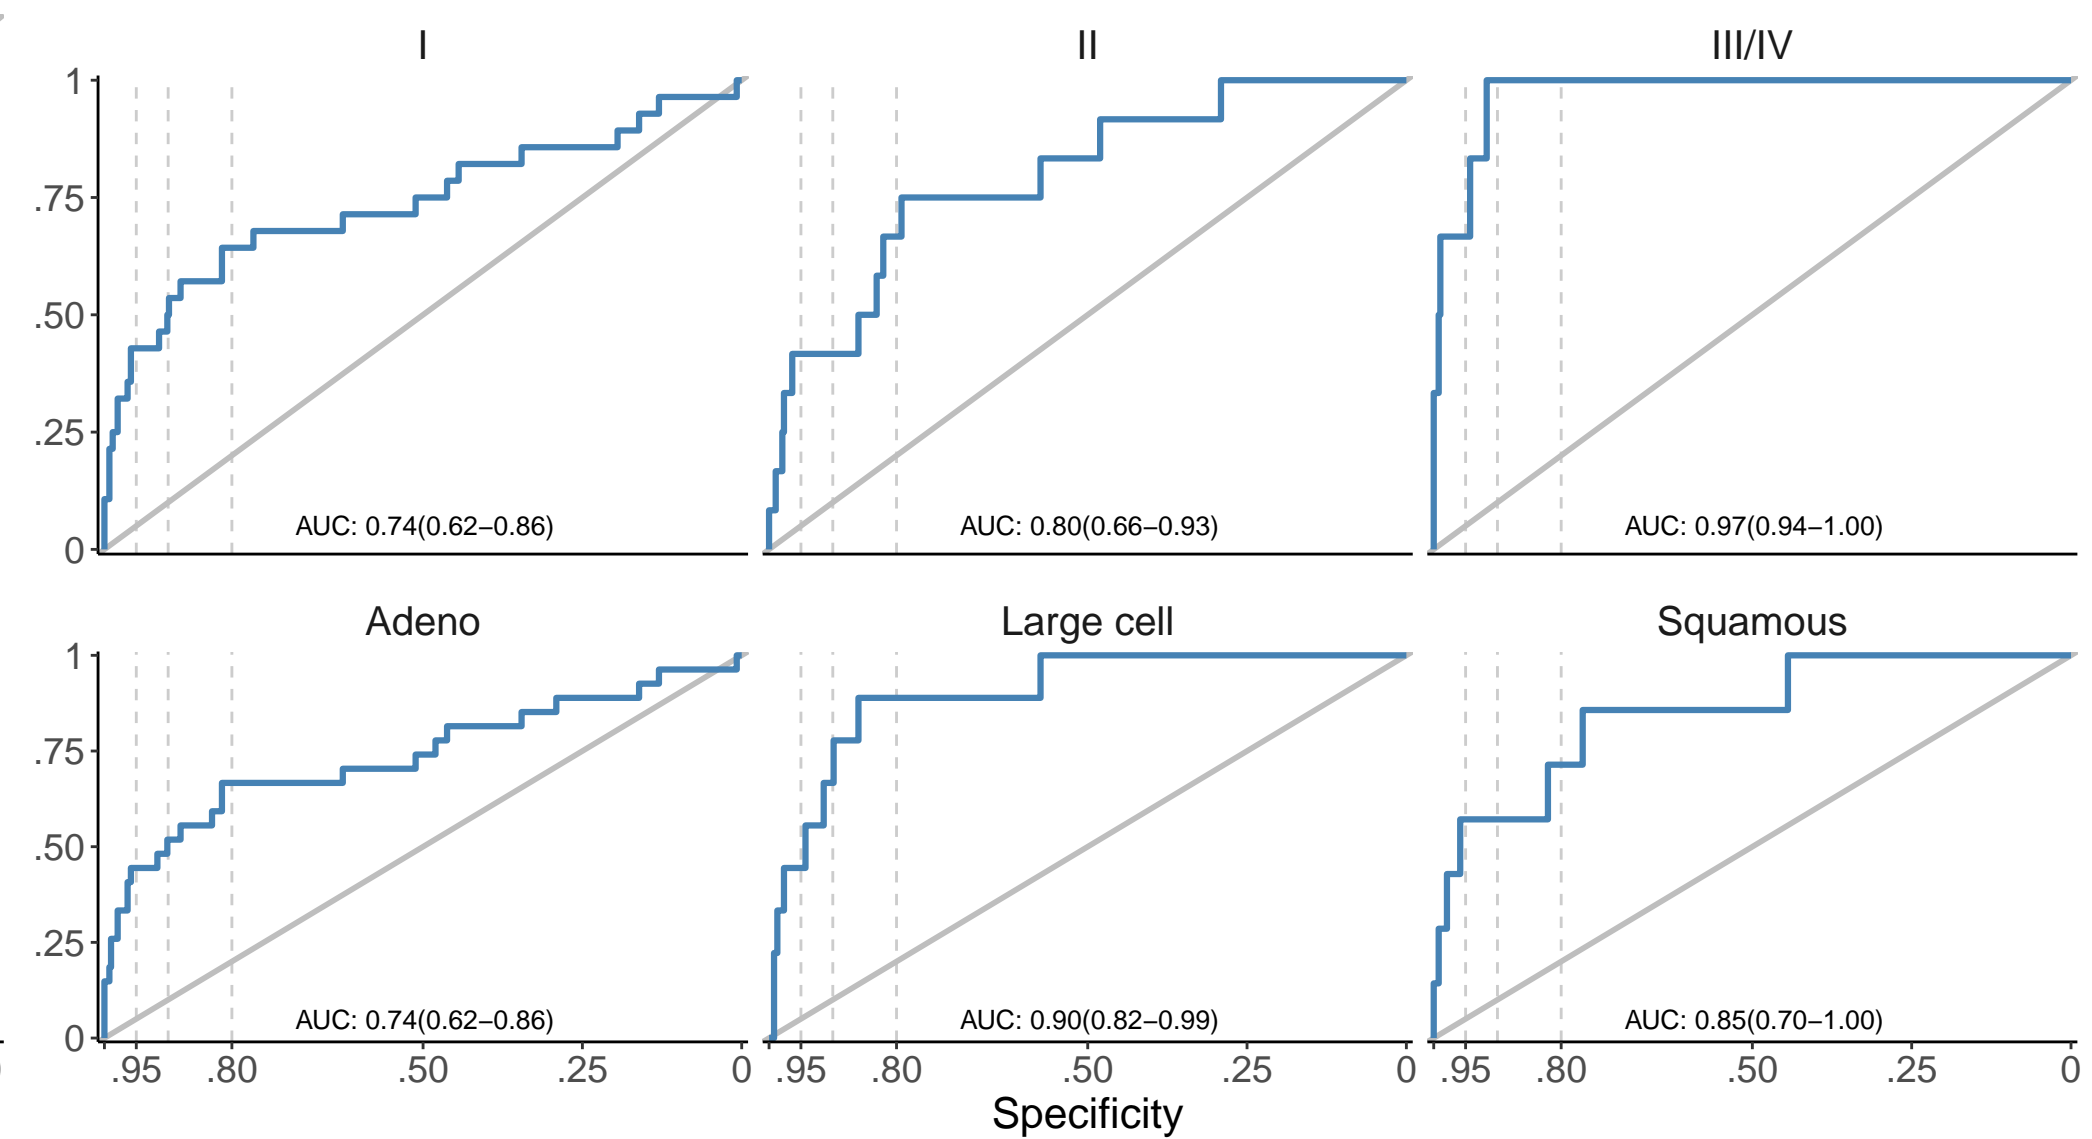 I
II
III/IV
1
.75
.50
.25
0
AUC: 0.74(0.62–0.86)
AUC: 0.80(0.66–0.93)
AUC: 0.97(0.94–1.00)
Adeno
Large cell
Squamous
1
.75
.50
.25
0
AUC: 0.74(0.62–0.86)
AUC: 0.90(0.82–0.99)
AUC: 0.85(0.70–1.00)
.95 .80 .50 .25 0
.95 .80 .50 .25 0
.95 .80 .50 .25 0
Specificity